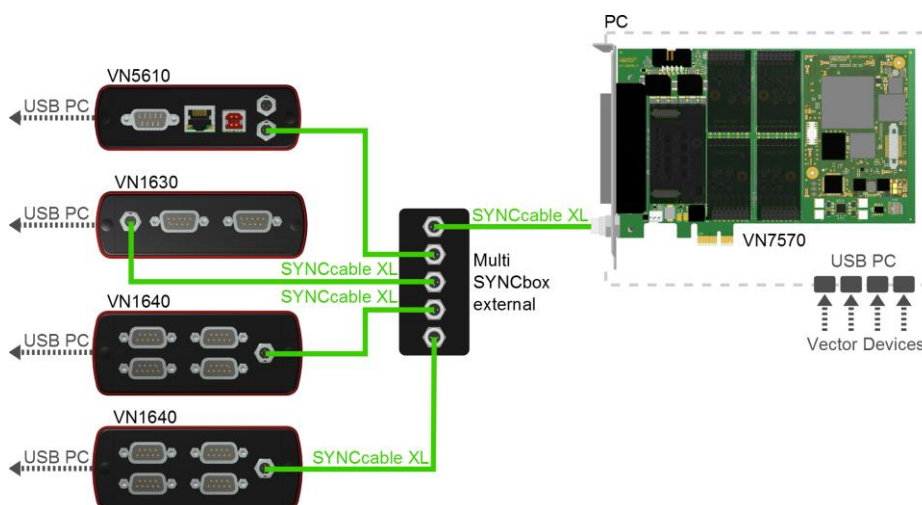 PC
VN5610
USB PC
VN1630
USB PC
SYNCcable XL
SYNCcable XL
VN1640
USB PC
VN1640
USB PC
SYNCcable XL
Multi
SYNCbox
external
SYNCcable XL
VN7570
USB PC
Vector Devices